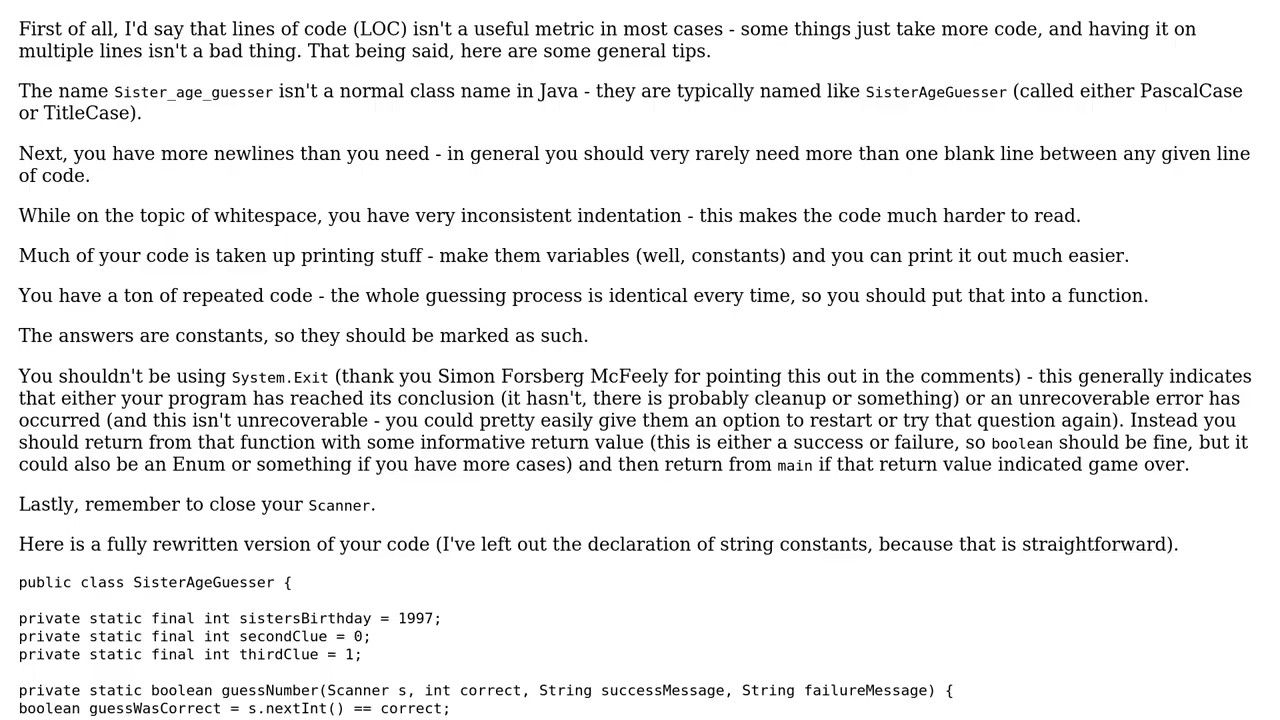 First of all, I'd say that lines of code (LOC) isn't a useful metric in most cases - some things just take more code, and having it on
multiple lines isn't a bad thing. That being said, here are some general tips.
The name Sister_age_guesser isn't a normal class name in Java - they are typically named like SisterAgeGuesser (called either PascalCase
or TitleCase).
Next, you have more newlines than you need - in general you should very rarely need more than one blank line between any given line
of code.
While on the topic of whitespace, you have very inconsistent indentation - this makes the code much harder to read.
Much of your code is taken up printing stuff - make them variables (well, constants) and you can print it out much easier.
You have a ton of repeated code - the whole guessing process is identical every time, so you should put that into a function.
The answers are constants, so they should be marked as such.
You shouldn't be using System.Exit (thank you Simon Forsberg McFeely for pointing this out in the comments) - this generally indicates
that either your program has reached its conclusion (it hasn't, there is probably cleanup or something) or an unrecoverable error has
occurred (and this isn't unrecoverable - you could pretty easily give them an option to restart or try that question again). Instead you
should return from that function with some informative return value (this is either a success or failure, so boolean should be fine, but it
could also be an Enum or something if you have more cases) and then return from main if that return value indicated game over.
Lastly, remember to close your Scanner.
Here is a fully rewritten version of your code (I've left out the declaration of string constants, because that is straightforward).
public class SisterAgeGuesser {
private static final int sistersBirthday = 1997;
private static final int secondClue = 0;
private static final int thirdClue = 1;
private static boolean guessNumber(Scanner s, int correct, String successMessage, String failureMessage) {
boolean guessWasCorrect = s.nextInt() == correct;